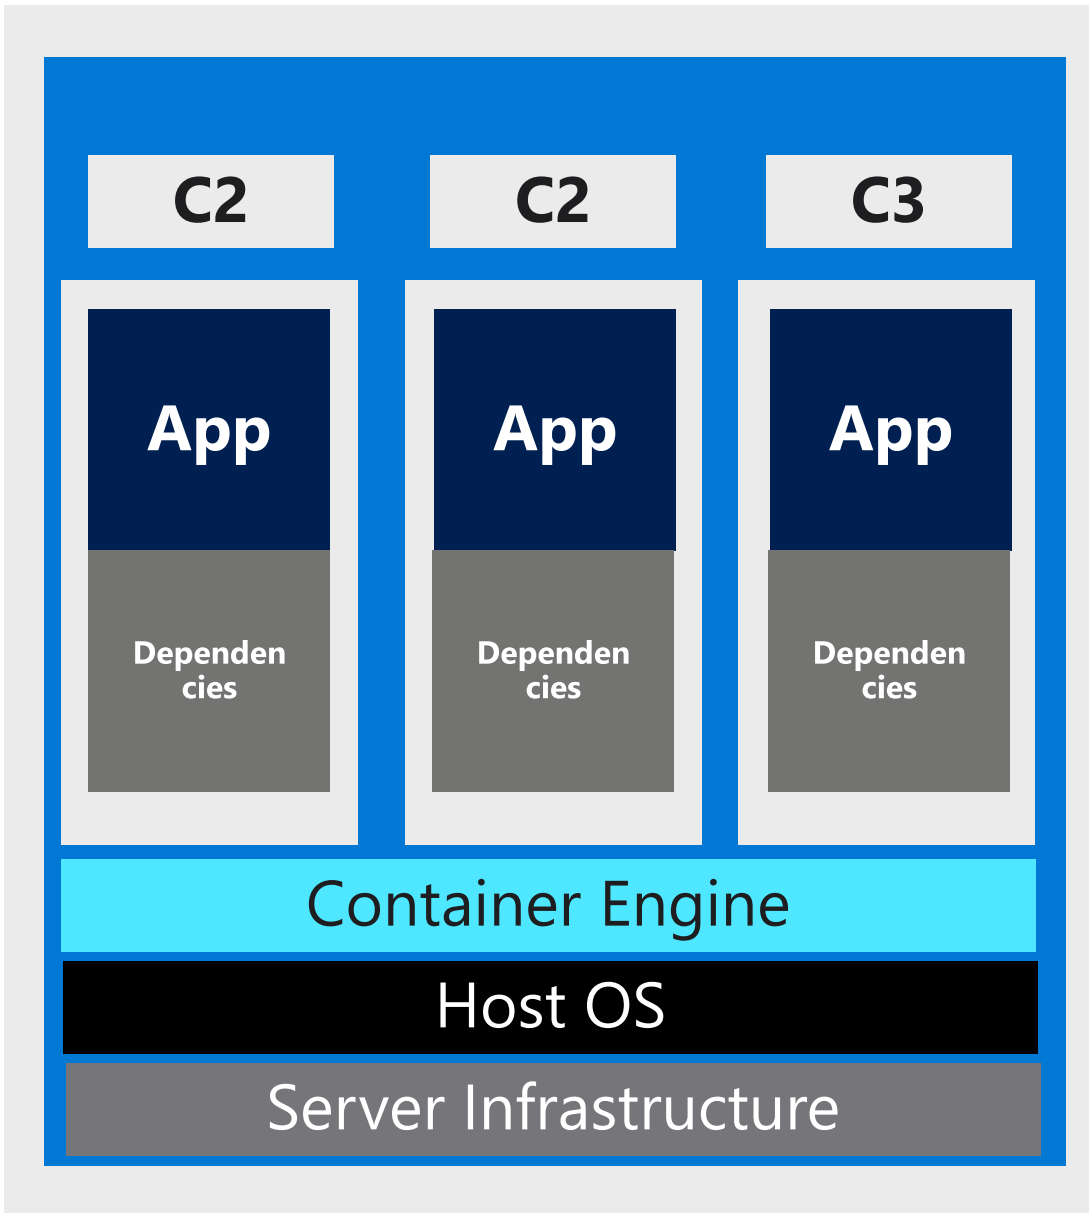 C2
C2
C3
App
App
App
Dependen
cies
Dependen
cies
Dependen
cies
Container Engine
Host OS
Server Infrastructure